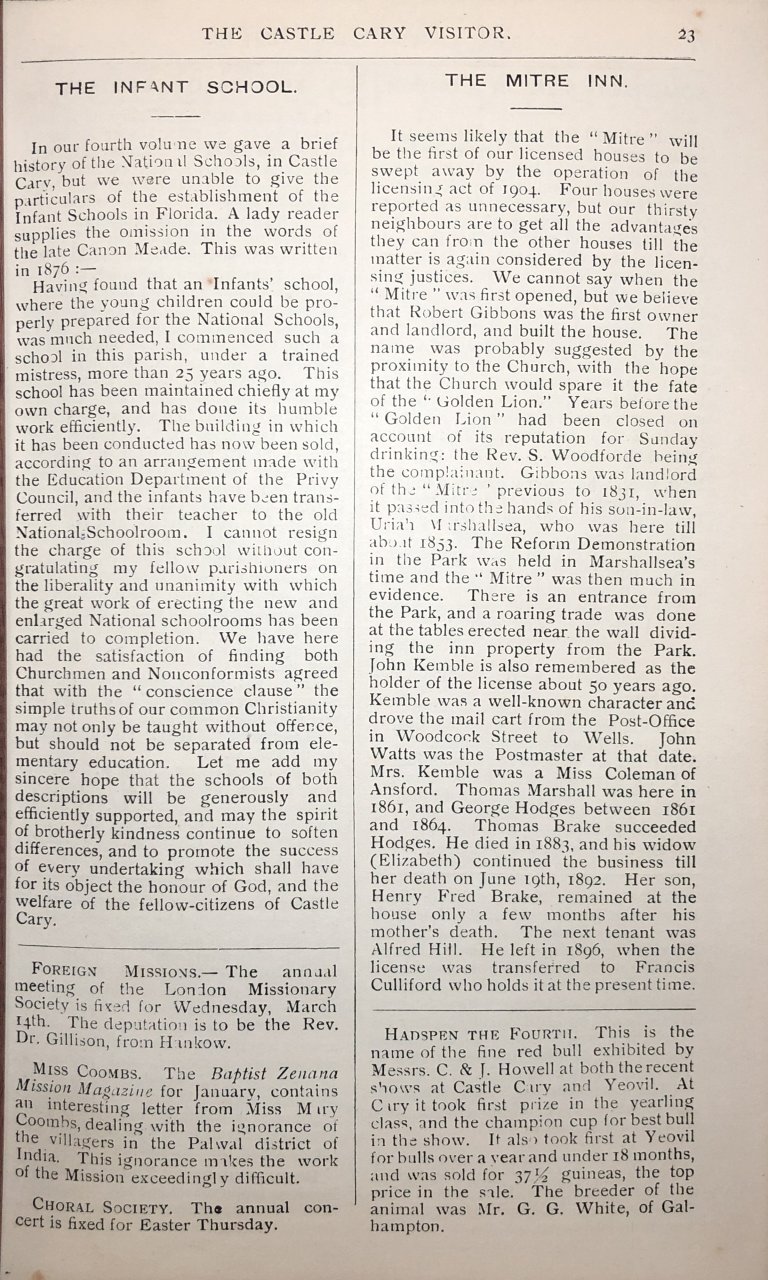 THE CASTLE CARY VISITOR. 23
THE INFANT SCHOOL.
In our fourth volume we gave a brief
history of the National Schools, in Castle
Cary, but we were unable to give the
particulars of the establishment of the
Infant Schools in Florida. A lady reader
supplies the omission in the words of
the late Canon Meade. This was written
in 1876 :—
Having found that an Infants' school,
where the young children could be pro-
perly prepared for the National Schools,
was much needed, I commenced such a
school in this parish, under a trained
mistress, more than 25 years ago. This
school has been maintained chiefly at my
own charge, and has done its humble
work efficiently. The building in which
it has been conducted has now been sold,
according to an arrangement made with
the Education Department of the Privy
Council, and the infants have been trans-
ferred with their teacher to the old
National Schoolroom. I cannot resign
the charge of this school without con-
gratulating my fellow parishioners on
the liberality and unanimity with which
the great work of erecting the new and
enlarged National schoolrooms has been
carried to completion. We have here
had the satisfaction of finding both
Churchmen and Nonconformists agreed
that with the "conscience clause" the
simple truths of our common Christianity
may not only be taught without offence,
but should not be separated from ele-
mentary education. Let me add my
sincere hope that the schools of both
descriptions will be generously and
efficiently supported, and may the spirit
of brotherly kindness continue to soften
differences, and to promote the success
of every undertaking which shall have
for its object the honour of God, and the
welfare of the fellow-citizens of Castle
Cary.
FOREIGN MISSIONS.— The annual
meeting of the London Missionary
Society is fixed for Wednesday, March
14th. The deputation is to be the Rev.
Dr. Gillison, from Hankow.
MISS COOMBS. The Baptist Zenana
Mission Magazine for January, contains
an interesting letter from Miss Mary
Coombs, dealing with the ignorance of
the villagers in the Palwal district of
India. This ignorance makes the work
of the Mission exceedingly difficult.
CHORAL SOCIETY. The annual con-
cert is fixed for Easter Thursday.
THE MITRE INN.
It seems likely that the "Mitre" will
be the first of our licensed houses to be
swept away by the operation of the
licensing act of 1904. Four houses were
reported as unnecessary, but our thirsty
neighbours are to get all the advantages
they can from the other houses till the
matter is again considered by the licen-
sing justices. We cannot say when the
"Mitre" was first opened, but we believe
that Robert Gibbons was the first owner
and landlord, and built the house. The
name was probably suggested by the
proximity to the Church, with the hope
that the Church would spare it the fate
of the "Golden Lion." Years before the
"Golden Lion" had been closed on
account of its reputation for Sunday
drinking: the Rev. S. Woodforde being
the complainant. Gibbons was landlord
of the "Mitre' previous to 1831, when
it passed into the hands of his son-in-law,
Uriah Marshallsea, who was here till
about 1853. The Reform Demonstration
in the Park was held in Marshallsea's
time and the "Mitre" was then much in
evidence. There is an entrance from
the Park, and a roaring trade was done
at the tables erected near the wall divid-
ing the inn property from the Park.
John Kemble is also remembered as the
holder of the license about 50 years ago.
Kemble was a well-known character and
drove the mail cart from the Post-Office
in Woodcock Street to Wells. John
Watts was the Postmaster at that date.
Mrs. Kemble was a Miss Coleman of
Ansford. Thomas Marshall was here in
1861, and George Hodges between 1861
and 1864. Thomas Brake succeeded
Hodges. He died in 1883, and his widow
(Elizabeth) continued the business till
her death on June 19th, 1892. Her son,
Henry Fred Brake, remained at the
house only a few months after his
mother's death. The next tenant was
Alfred Hill. He left in 1896, when the
license was transferred to Francis
Culliford who holds it at the present time.
HADSPEN THE FOURTH. This is the
name of the fine red bull exhibited by
Messrs. C. & J. Howell at both the recent
shows at Castle Cary and Yeovil. At
Cary it took first prize in the yearling
class, and the champion cup for best bull
in the show. It also took first at Yeovil
for bulls over a year and under 18 months,
and was sold for 37½ guineas, the top
price in the sale. The breeder of the
animal was Mr. G. G. White, of Gal-
hampton.